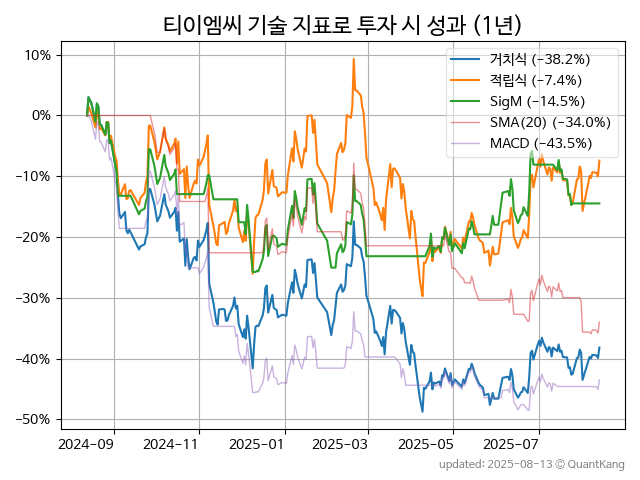 티이엠씨 기술 지표로 투자 시 성과 (1년)
거치식 (−38.2%)
적립식 (−7.4%)
SigM (−14.5%)
SMA(20) (−34.0%)
MACD (−43.5%)
10%
0%
−10%
−20%
−30%
−40%
−50%
2024-09
2024-11
2025-01
2025-03
2025-05
2025-07
updated: 2025-08-13 © QuantKang